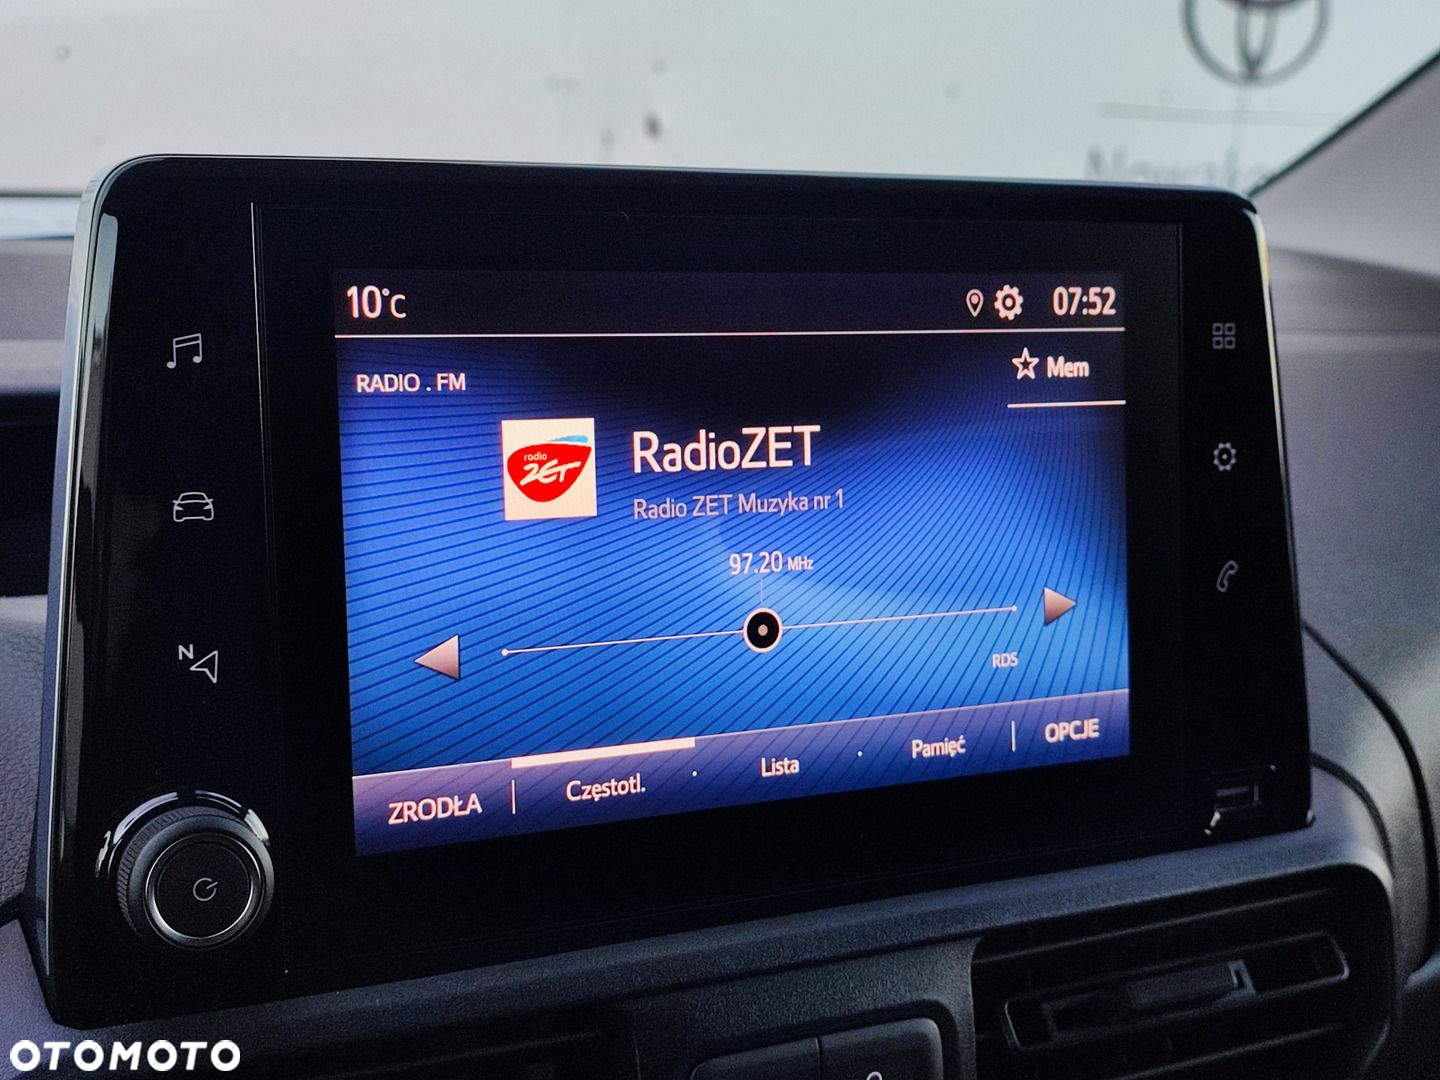 10°C
07:52
RADIO . FM
Mem
radio
ZET
RadioZET
Radio ZET Muzyka nr 1
97.20 MHz
N
RDS
ZRODŁA
Częstotl.
Lista
Pamięć
OPCJE
OTOMOTO